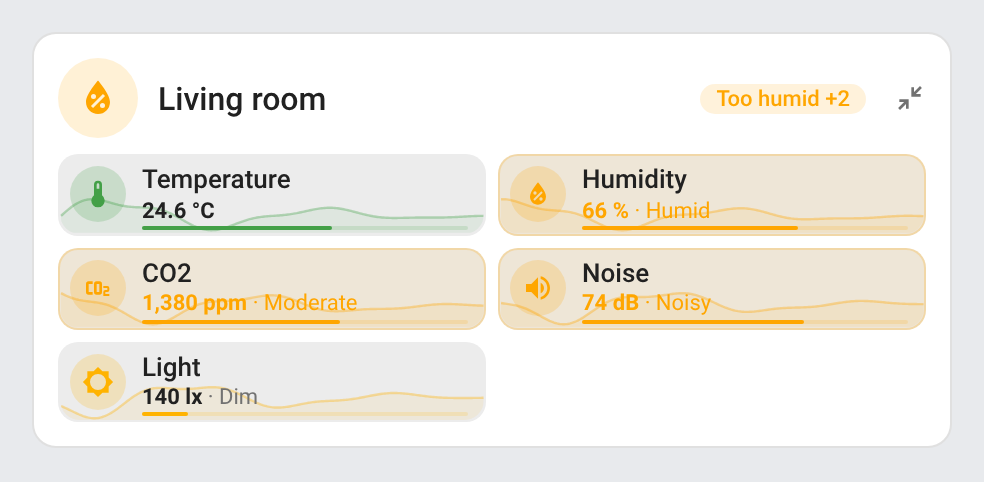 Living room
Too humid +2
Temperature
24.6 °C
Humidity
66 % · Humid
CO2
CO2
1,380 ppm · Moderate
Noise
74 dB · Noisy
Light
140 lx · Dim